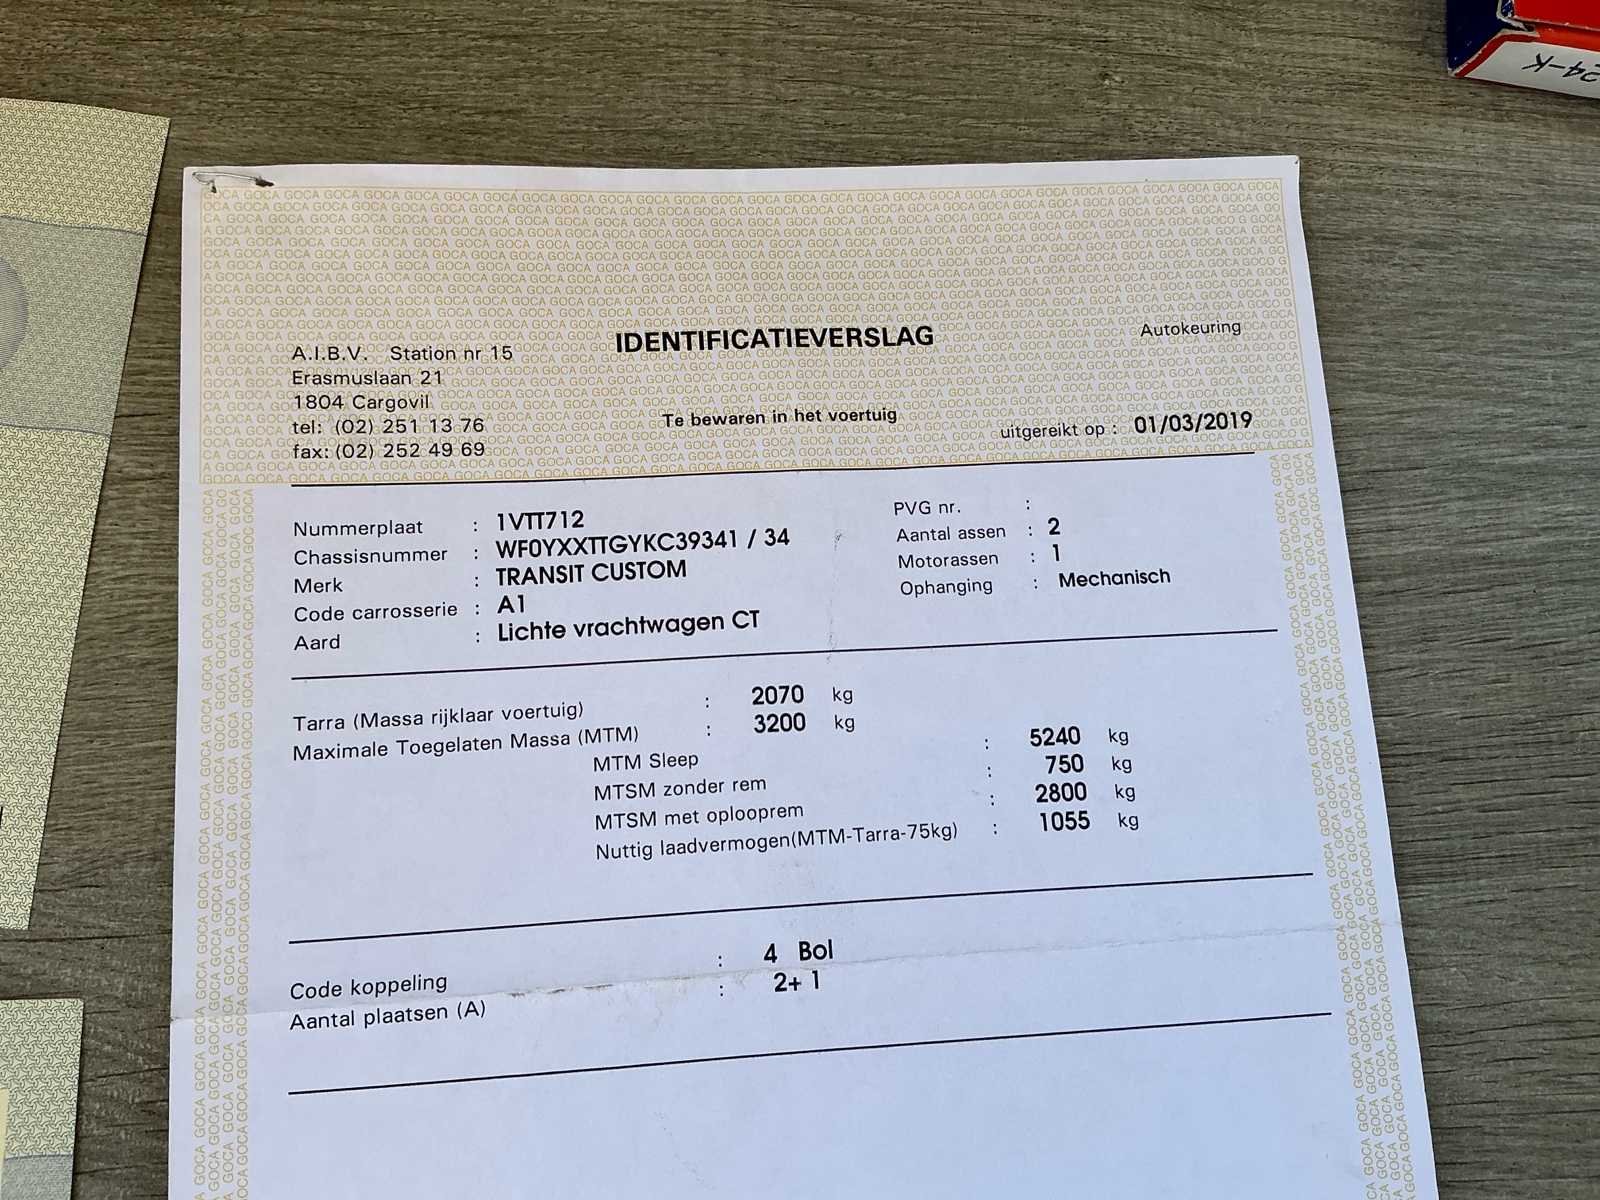 24-K
IDENTIFICATIEVERSLAG
Autokeuring
A.I.B.V. Station nr 15
Erasmuslaan 21
1804 Cargovil
tel: (02) 251 13 76
fax: (02) 252 49 69
Te bewaren in het voertuig
uitgereikt op : 01/03/2019
Nummerplaat : 1VTT712
Chassisnummer : WF0YXXTTGYKC39341 / 34
Merk : TRANSIT CUSTOM
Code carrosserie : A1
Aard : Lichte vrachtwagen CT
PVG nr. :
Aantal assen : 2
Motorassen : 1
Ophanging : Mechanisch
Tarra (Massa rijklaar voertuig) : 2070 kg
Maximale Toegelaten Massa (MTM) : 3200 kg
MTM Sleep : 5240 kg
MTSM zonder rem : 750 kg
MTSM met oplooprem : 2800 kg
Nuttig laadvermogen(MTM-Tarra-75kg) : 1055 kg
Code koppeling : 4 Bol
Aantal plaatsen (A) : 2+ 1